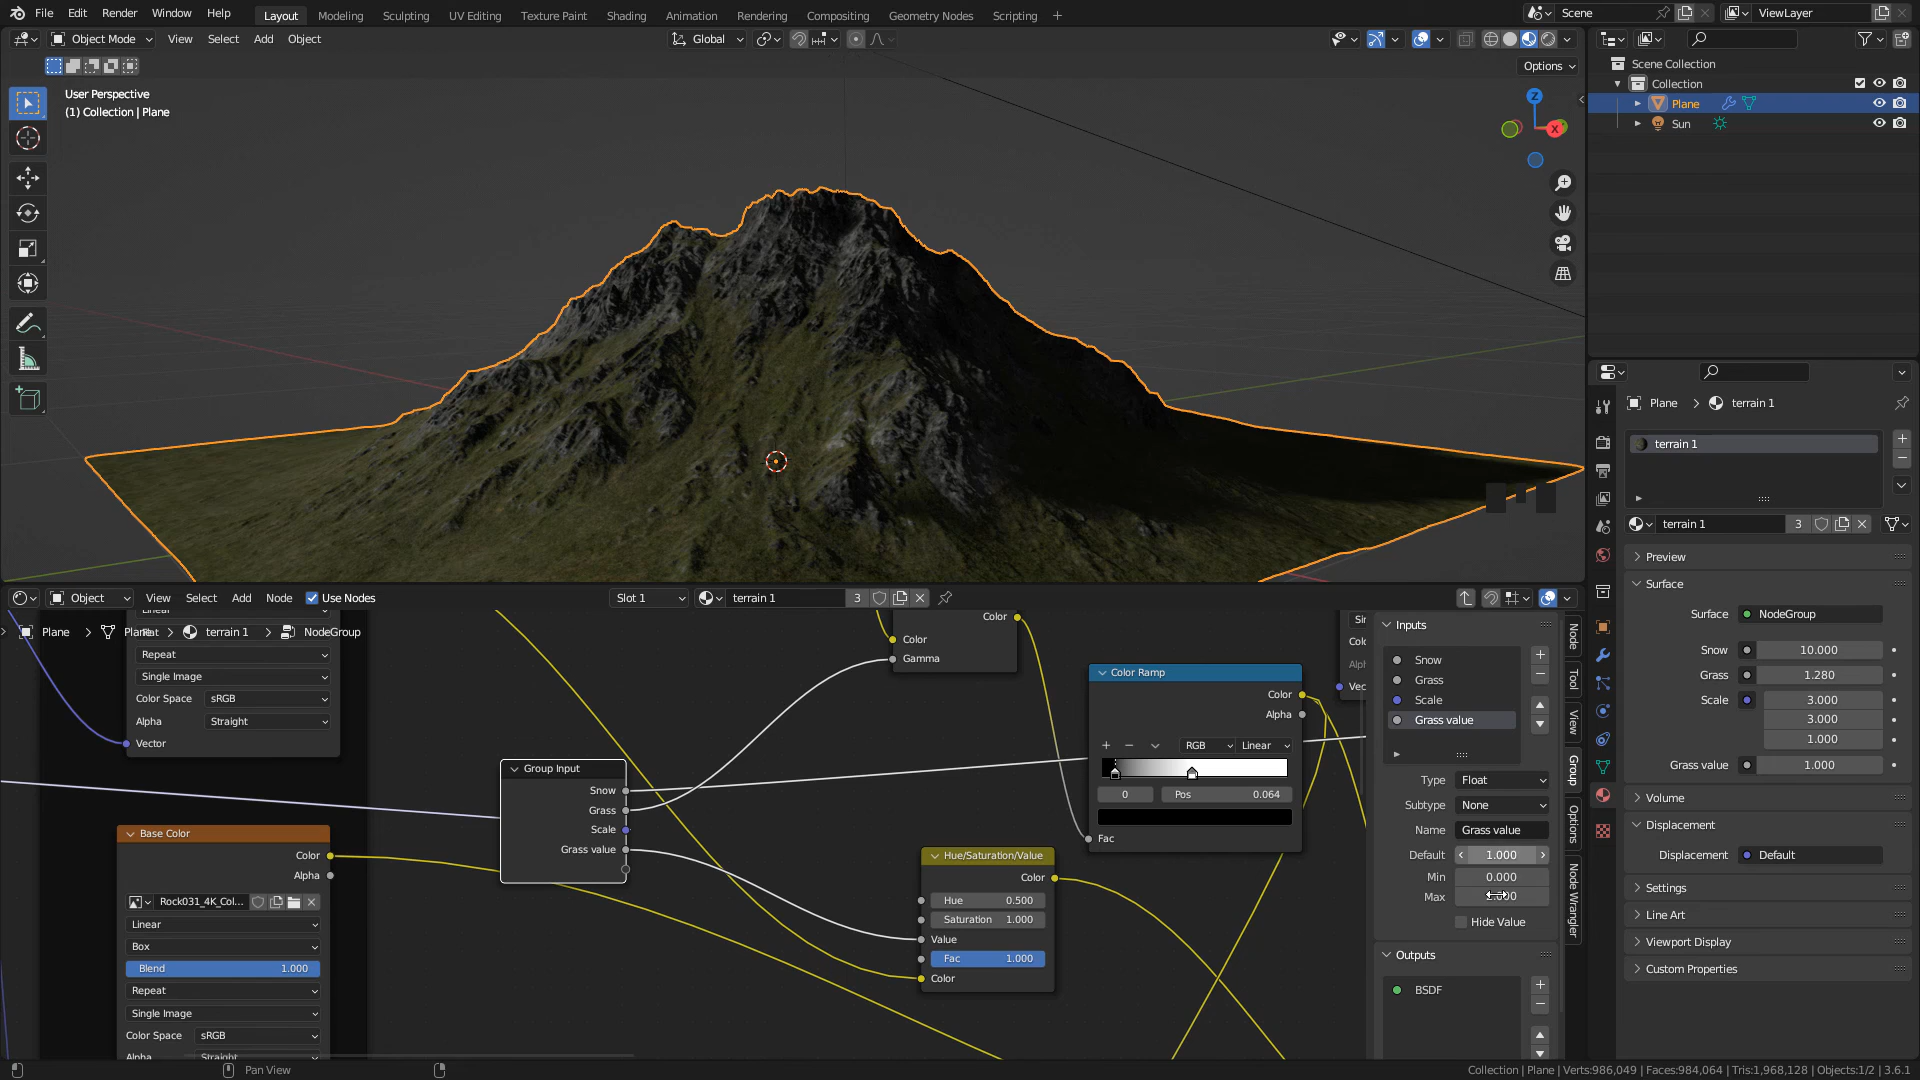 File Edit Render Window Help Layout Modeling Sculpting UV Editing Texture Paint Shading Animation Rendering Compositing Geometry Nodes Scripting + Scene ViewLayer
Object Mode View Select Add Object Global
Options
User Perspective
(1) Collection | Plane
Z
X
Scene Collection
Collection
Plane
Sun
Plane > terrain 1
terrain 1
terrain 1 3
Preview
Surface
Surface NodeGroup
Snow 10.000
Grass 1.280
Scale 3.000
3.000
1.000
Grass value 1.000
Volume
Displacement
Displacement Default
Settings
Line Art
Viewport Display
Custom Properties
Object View Select Add Node Use Nodes Slot 1 terrain 1 3
Plane > > terrain 1 > NodeGroup
Repeat
Single Image
Color Space sRGB
Alpha Straight
Vector
Base Color
Color
Alpha
Rock031_4K_Col...
Linear
Box
Blend 1.000
Repeat
Single Image
Color Space sRGB
Alpha Straight
Group Input
Snow
Grass
Scale
Grass value
Color
Color
Gamma
Hue/Saturation/Value
Color
Hue 0.500
Saturation 1.000
Value
Fac 1.000
Color
Color Ramp
Color
Alpha
+ − RGB Linear
0 Pos 0.064
Fac
Inputs
Snow
Grass
Scale
Grass value
Type Float
Subtype None
Name Grass value
Default 1.000
Min 0.000
Max
Hide Value
Outputs
BSDF
Node
Tool
View
Group
Options
Node Wrangler
Pan View
Collection | Plane | Verts:986,049 | Faces:984,064 | Tris:1,968,128 | Objects:1/2 | 3.6.1